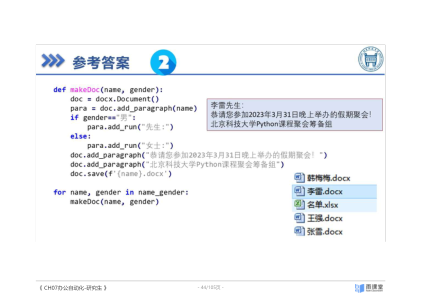 参考答案
2
def makeDoc(name, gender):
doc = docx.Document()
para = doc.add_paragraph(name)
if gender=="男":
para.add_run("先生:")
else:
para.add_run("女士:")
doc.add_paragraph("恭请您参加2023年3月31日晚上举办的假期聚会! ")
doc.add_paragraph("北京科技大学Python课程聚会筹备组")
doc.save(f'{name}.docx')
for name, gender in name_gender:
makeDoc(name, gender)
李雷先生:
恭请您参加2023年3月31日晚上举办的假期聚会!
北京科技大学Python课程聚会筹备组
韩梅梅.docx
李雷.docx
名单.xlsx
王强.docx
张雪.docx
《CH07办公自动化-研究生》
雨课堂